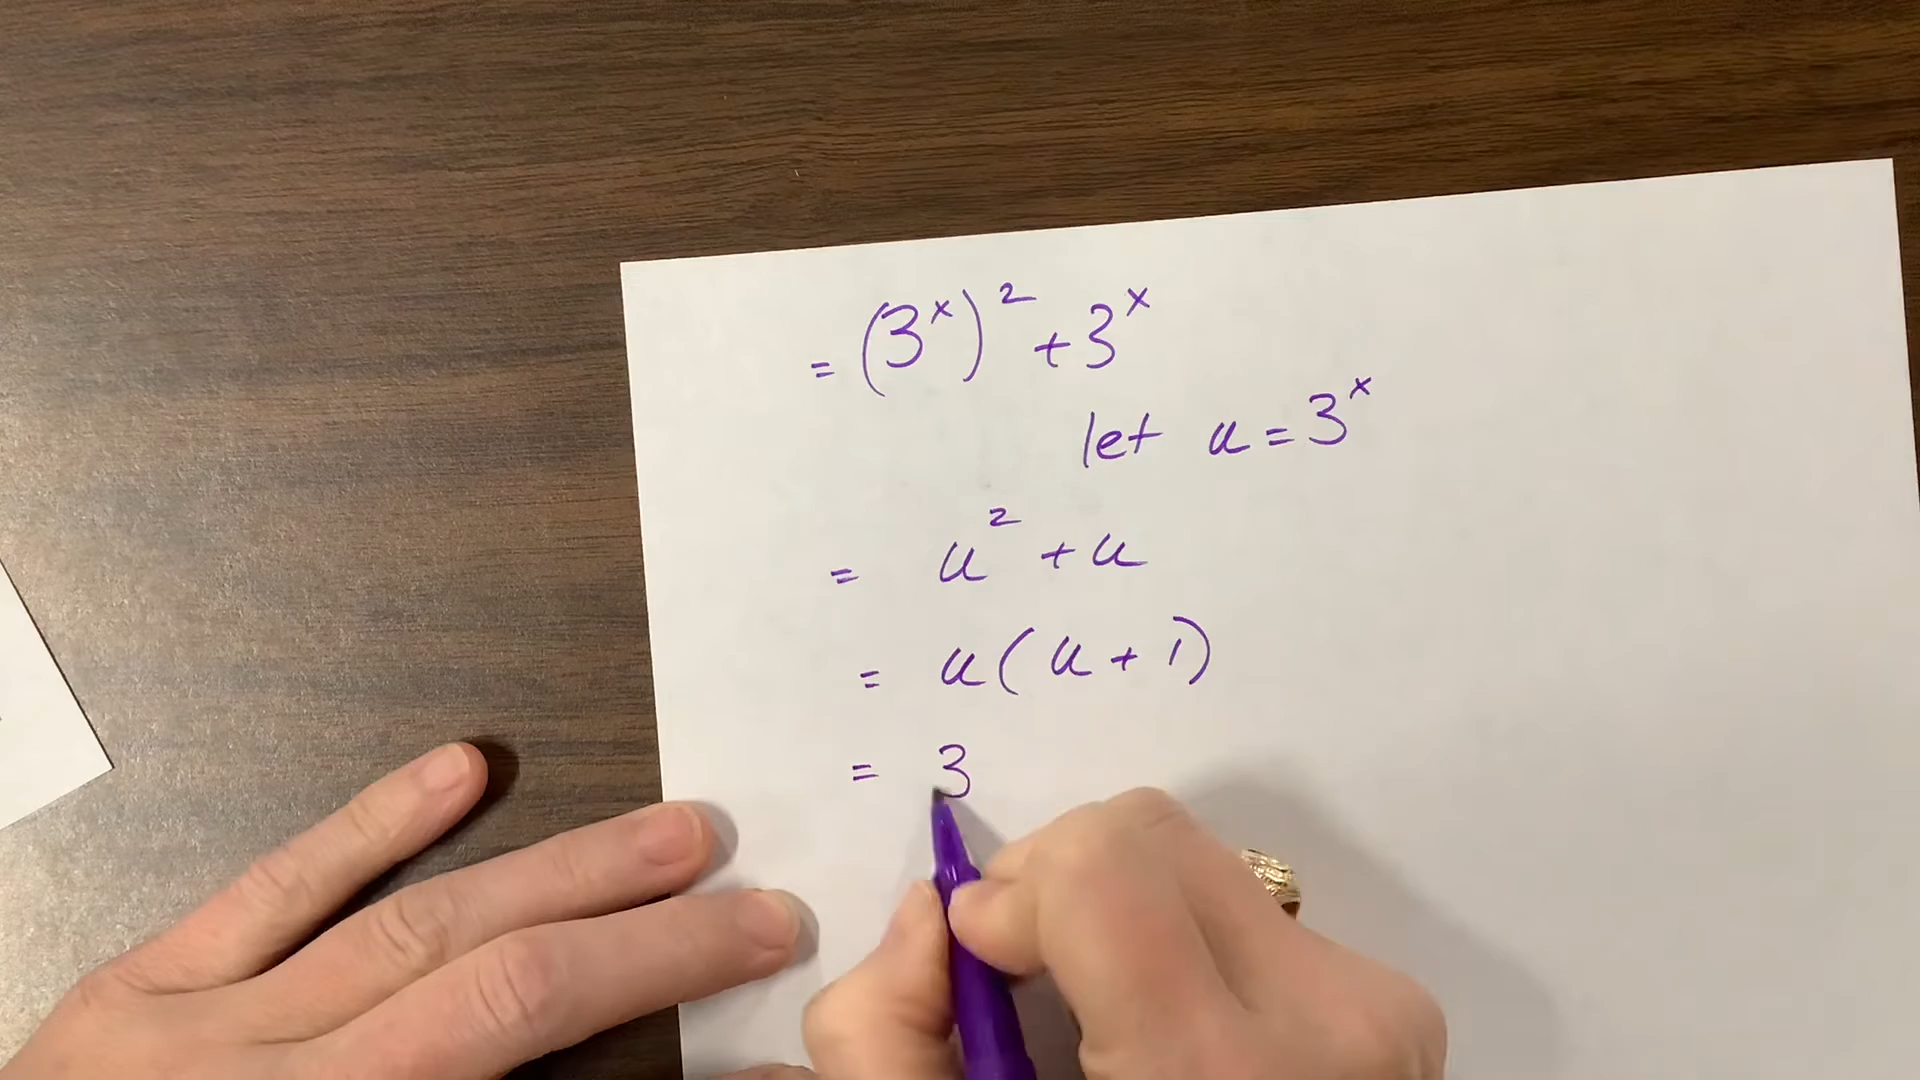 = (3^x)^2 + 3^x
let u = 3^x
= u^2 + u
= u(u + 1)
= 3